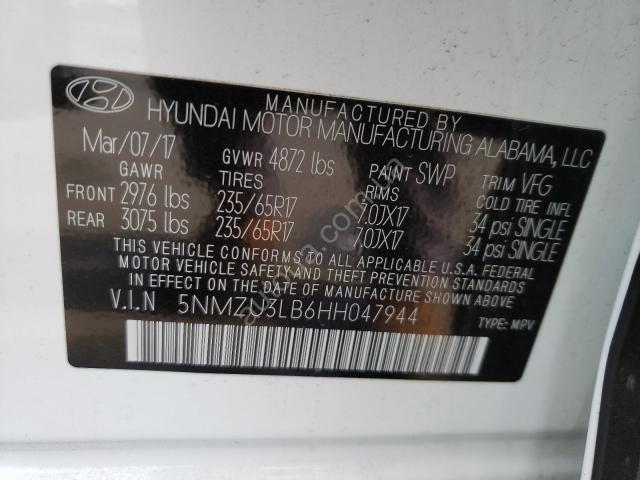 MANUFACTURED BY
HYUNDAI MOTOR MANUFACTURING ALABAMA, LLC
Mar/07/17 GVWR 4872 lbs PAINT SWP TRIM VFG
GAWR TIRES RIMS COLD TIRE INFL
FRONT 2976 lbs 235/65R17 7.0JX17 34 psi SINGLE
REAR 3075 lbs 235/65R17 7.0JX17 34 psi SINGLE
THIS VEHICLE CONFORMS TO ALL APPLICABLE U.S.A. FEDERAL
MOTOR VEHICLE SAFETY AND THEFT PREVENTION STANDARDS
IN EFFECT ON THE DATE OF MANUFACTURE SHOWN ABOVE.
V.I.N 5NMZU3LB6HH047944 TYPE: MPV